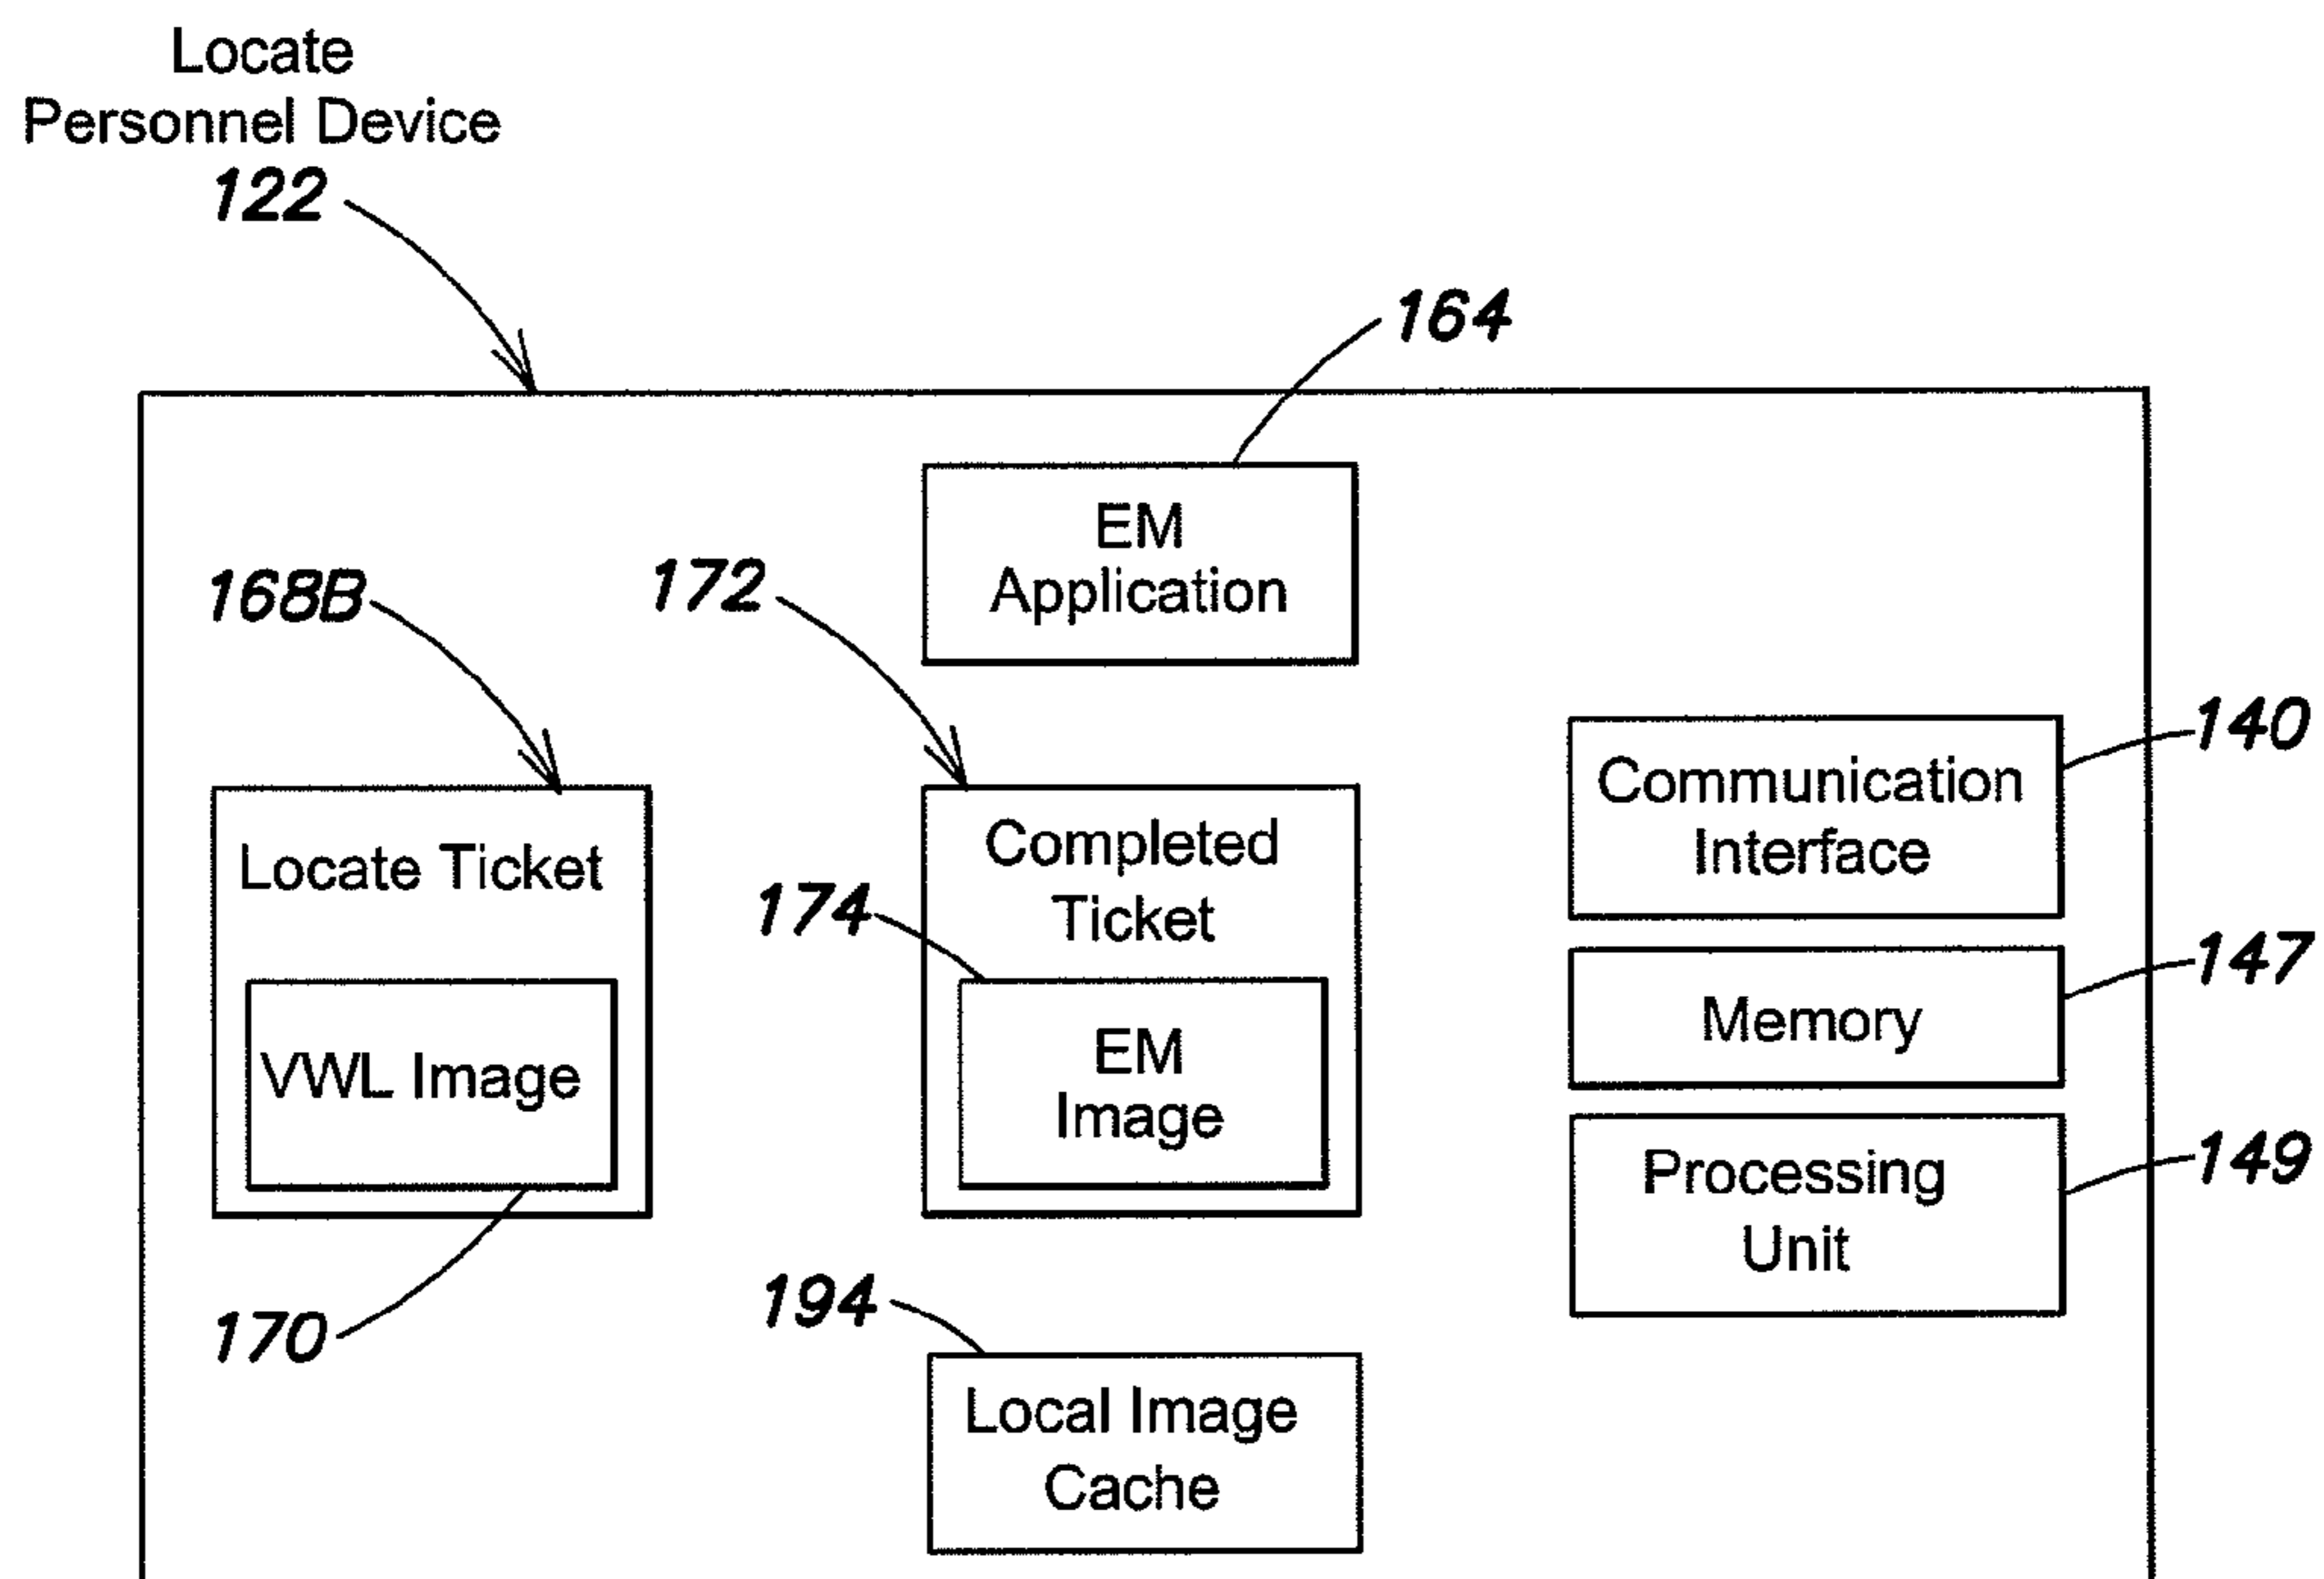 Locate
Personnel Device
122
164
EM
Application
168B
172
140
Communication
Interface
Locate Ticket
Completed
Ticket
174
147
Memory
VWL Image
EM
Image
149
Processing
Unit
170
194
Local Image
Cache